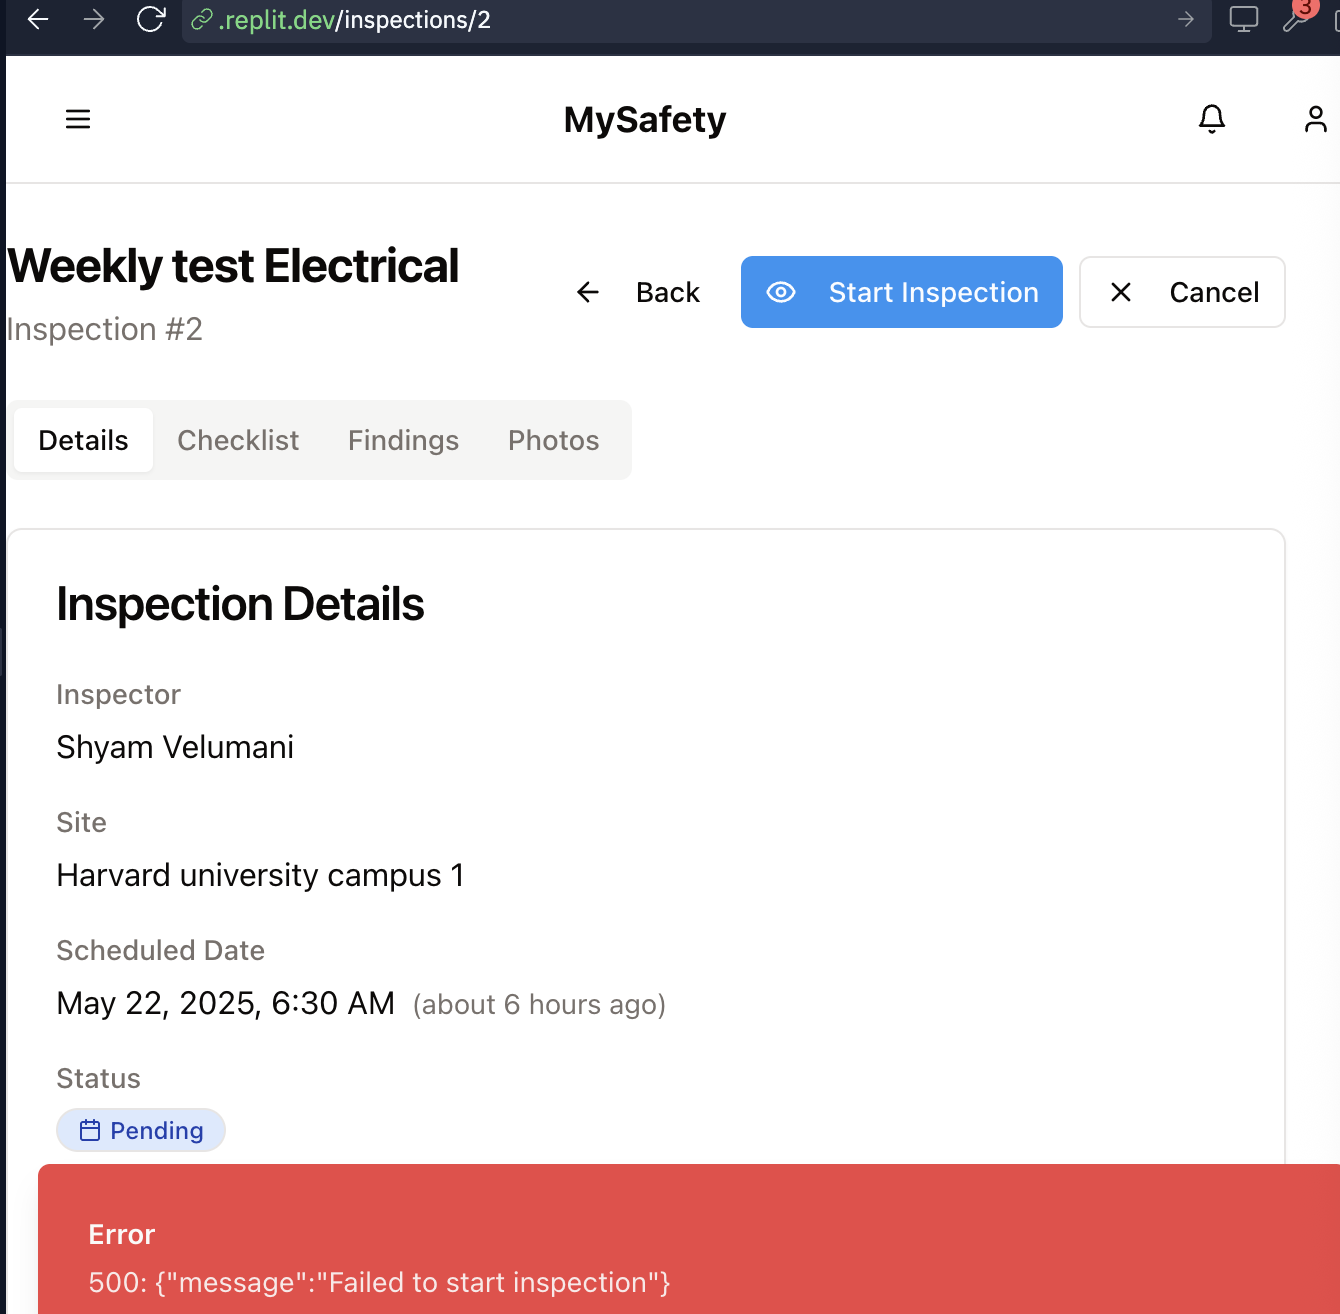 .replit.dev/inspections/2
3
MySafety
Weekly test Electrical
Inspection #2
Back
Start Inspection
Cancel
Details
Checklist
Findings
Photos
Inspection Details
Inspector
Shyam Velumani
Site
Harvard university campus 1
Scheduled Date
May 22, 2025, 6:30 AM (about 6 hours ago)
Status
Pending
Error
500: {"message":"Failed to start inspection"}